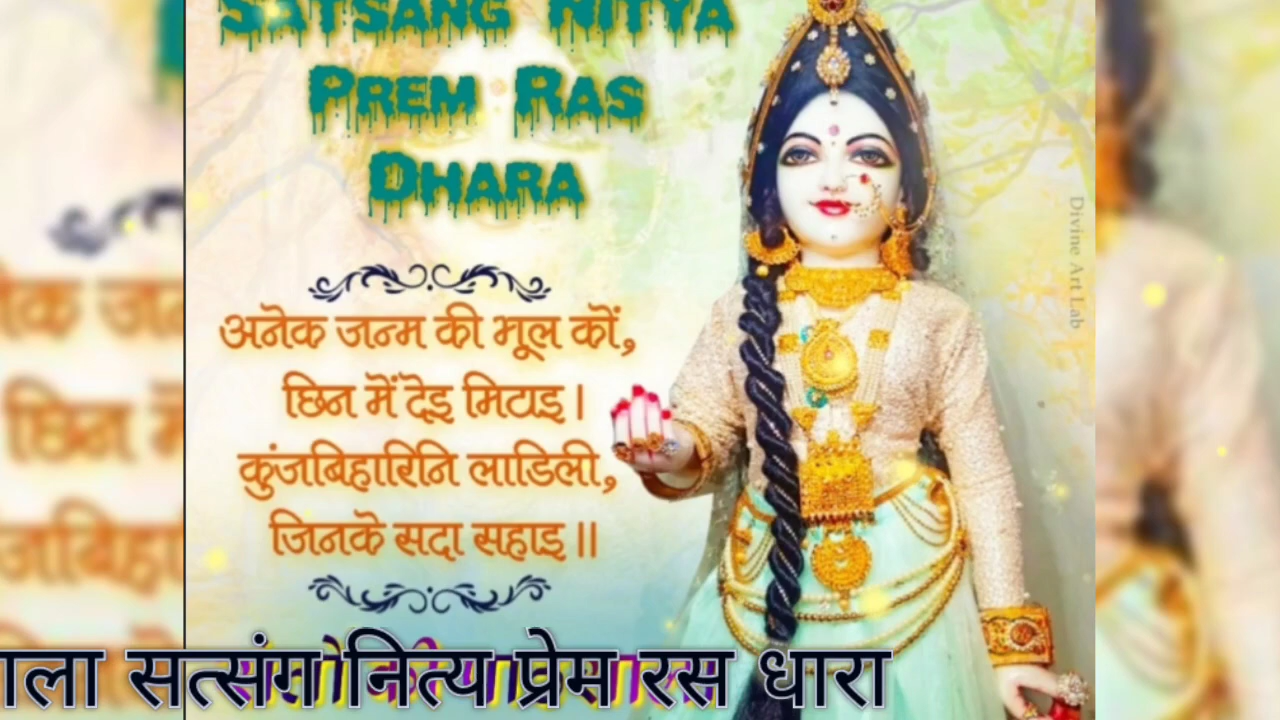 SATSANG NITYA
PREM RAS
DHARA
Divine Art Lab
अनेक जन्म की भूल कों,
छिन में देइ मिटाइ।
कुंजबिहारिनि लाडिली,
जिनके सदा सहाइ॥
सत्संग नित्य प्रेम रस धारा